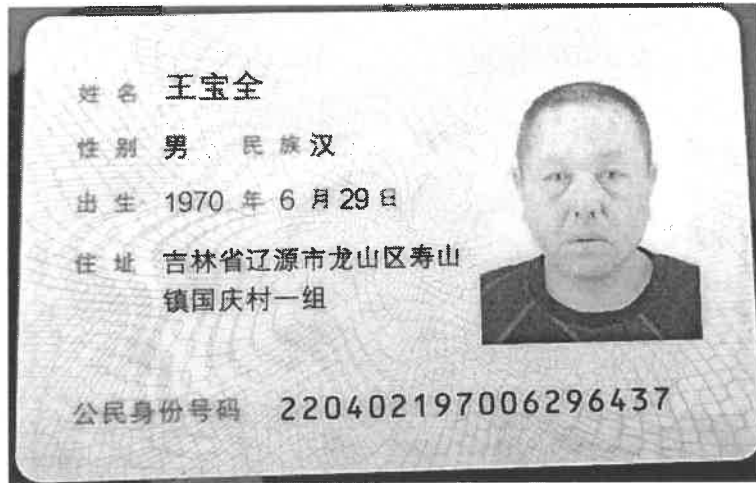 姓名 王宝全
性别 男 民族 汉
出生 1970 年 6 月 29 日
住址 吉林省辽源市龙山区寿山
镇国庆村一组
公民身份号码 220402197006296437